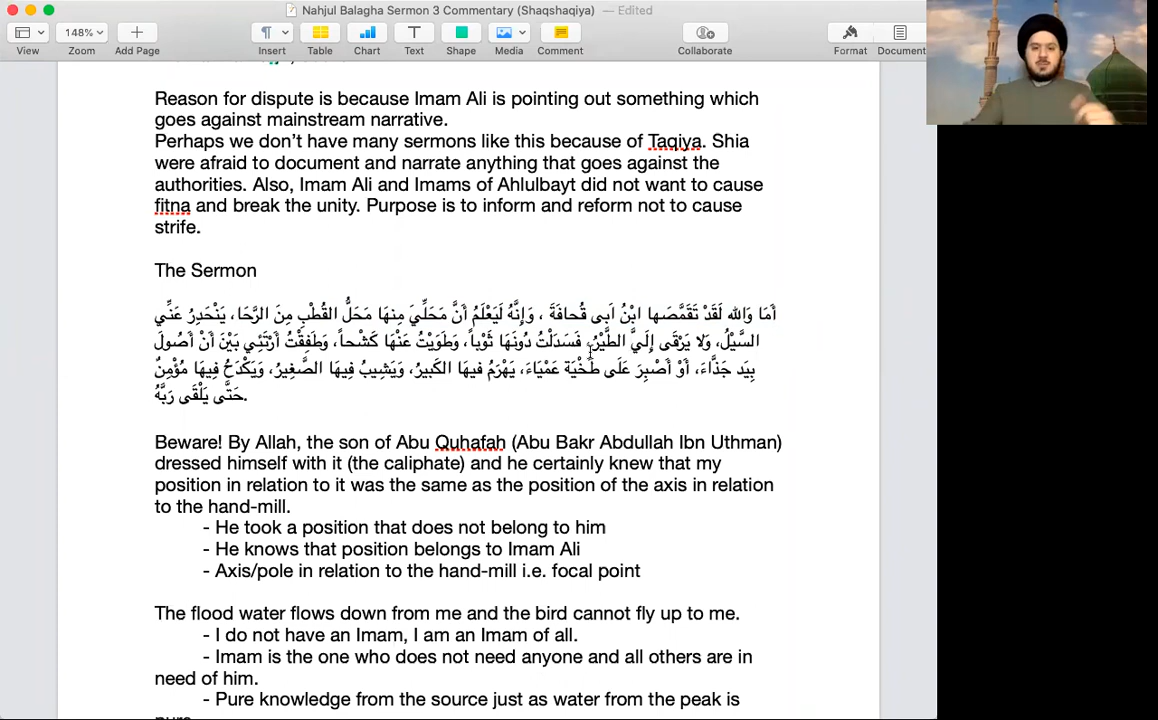 Nahjul Balagha Sermon 3 Commentary (Shaqshaqiya) — Edited
148%
View
Zoom
Add Page
Insert
Table
Chart
Text
Shape
Media
Comment
Collaborate
Format
Document
Reason for dispute is because Imam Ali is pointing out something which
goes against mainstream narrative.
Perhaps we don't have many sermons like this because of Taqiya. Shia
were afraid to document and narrate anything that goes against the
authorities. Also, Imam Ali and Imams of Ahlulbayt did not want to cause
fitna and break the unity. Purpose is to inform and reform not to cause
strife.
The Sermon
أمَا وَالله لَقَدْ تَقَمَّصَها ابْنُ اَبى قُحافَةَ ، وَإِنَّهُ لَيَعْلَمُ أَنَّ مَحَلِّيَ مِنهَا مَحَلُّ القُطْبِ مِنَ الرَّحَا، يَنْحَدِرُ عَنِّي
السَّيْلُ، وَلا يَرْقَى إِلَيَّ الطَّيْرُ، فَسَدَلْتُ دُونَهَا ثَوْباً، وَطَوَيْتُ عَنْهَا كَشْحاً، وَطَفِقْتُ أَرْتَئِي بَيْنَ أَنْ أَصُولَ
بِيَد جَذَّاءَ، أَوْ أَصْبِرَ عَلَى طَخْيَة عَمْيَاءَ، يَهْرَمُ فيهَا الكَبيرُ، وَيَشِيبُ فِيهَا الصَّغِيرُ، وَيَكْدَحُ فِيهَا مُؤْمِنٌ
حَتَّى يَلْقَى رَبَّهُ.
Beware! By Allah, the son of Abu Quhafah (Abu Bakr Abdullah Ibn Uthman)
dressed himself with it (the caliphate) and he certainly knew that my
position in relation to it was the same as the position of the axis in relation
to the hand-mill.
- He took a position that does not belong to him
- He knows that position belongs to Imam Ali
- Axis/pole in relation to the hand-mill i.e. focal point
The flood water flows down from me and the bird cannot fly up to me.
- I do not have an Imam, I am an Imam of all.
- Imam is the one who does not need anyone and all others are in
need of him.
- Pure knowledge from the source just as water from the peak is